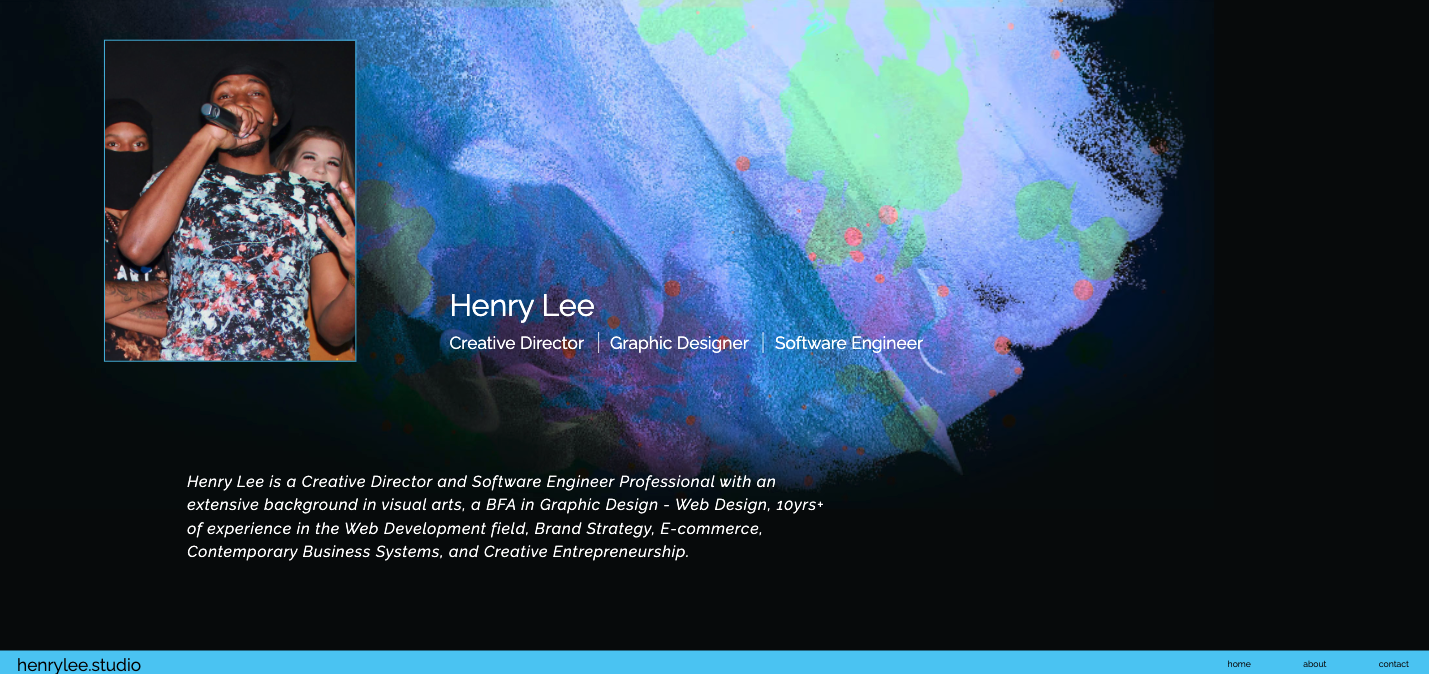 ART
Henry Lee
Creative Director | Graphic Designer | Software Engineer
Henry Lee is a Creative Director and Software Engineer Professional with an
extensive background in visual arts, a BFA in Graphic Design - Web Design, 10yrs+
of experience in the Web Development field, Brand Strategy, E-commerce,
Contemporary Business Systems, and Creative Entrepreneurship.
henrylee.studio
home about contact